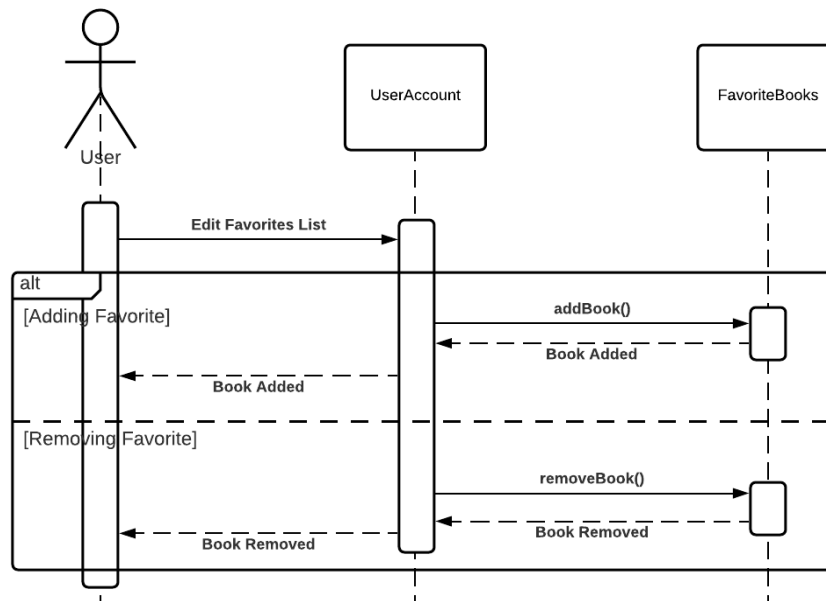 UserAccount
FavoriteBooks
User
Edit Favorites List
alt
[Adding Favorite]
addBook()
Book Added
Book Added
[Removing Favorite]
removeBook()
Book Removed
Book Removed